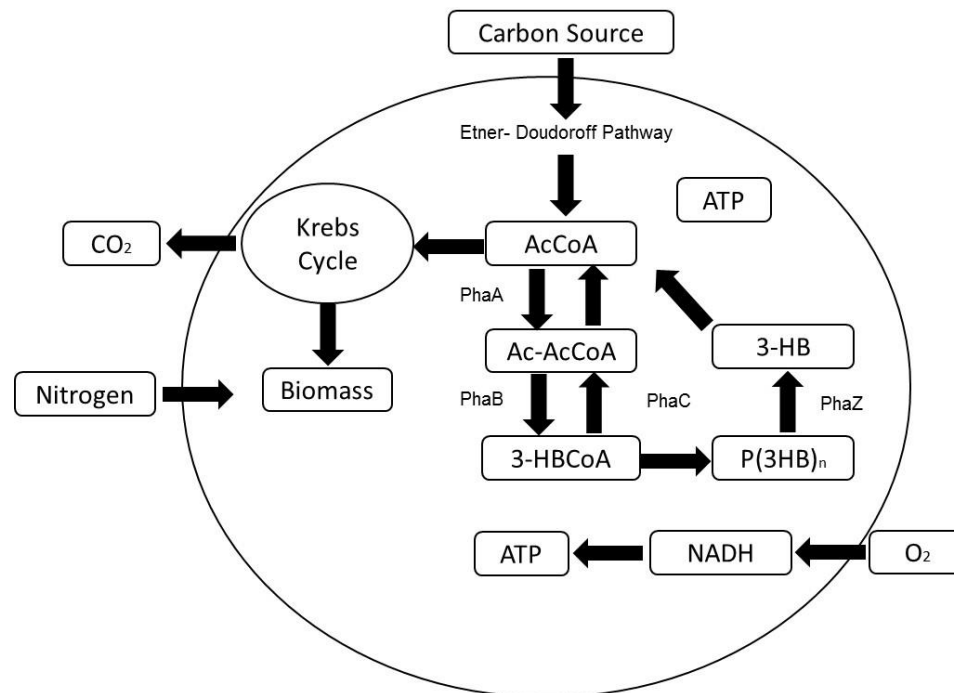 Carbon Source
Etner- Doudoroff Pathway
ATP
Krebs
Cycle
CO₂
AcCoA
PhaA
Ac-AcCoA
3-HB
Nitrogen
Biomass
PhaB
PhaC
PhaZ
3-HBCoA
P(3HB)ₙ
ATP
NADH
O₂